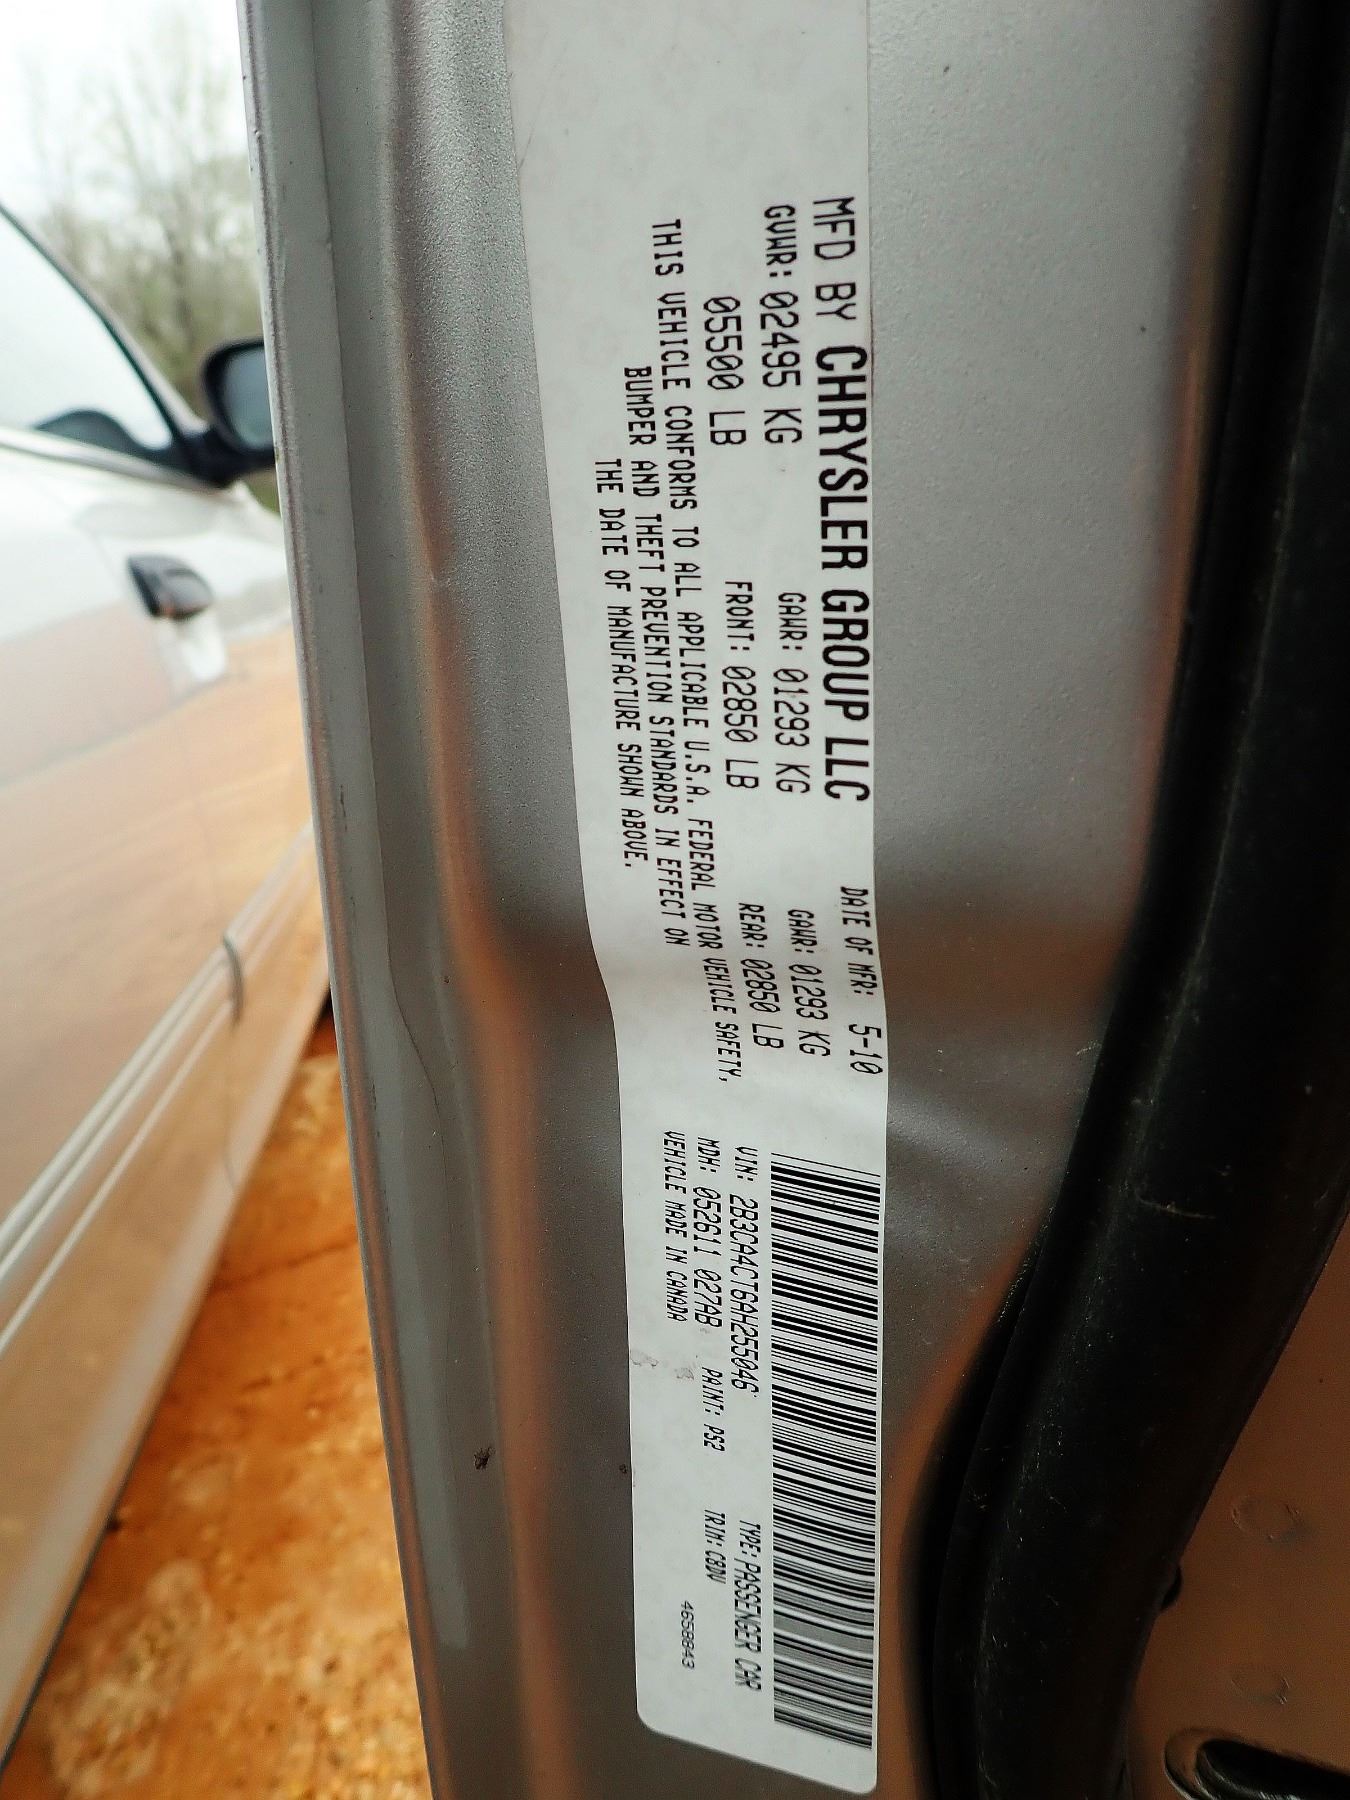 MFD BY CHRYSLER GROUP LLC
DATE OF MFR: 5-10
GVWR: 02495 KG
05500 LB
GAWR: 01293 KG
FRONT: 02850 LB
GAWR: 01293 KG
REAR: 02850 LB
THIS VEHICLE CONFORMS TO ALL APPLICABLE U.S.A. FEDERAL MOTOR VEHICLE SAFETY,
BUMPER AND THEFT PREVENTION STANDARDS IN EFFECT ON
THE DATE OF MANUFACTURE SHOWN ABOVE.
VIN: 2B3CA4CT6AH255046
TYPE: PASSENGER CAR
MDH: 052611 027AB
PAINT: PS2
TRIM: C8DV
VEHICLE MADE IN CANADA
4658843